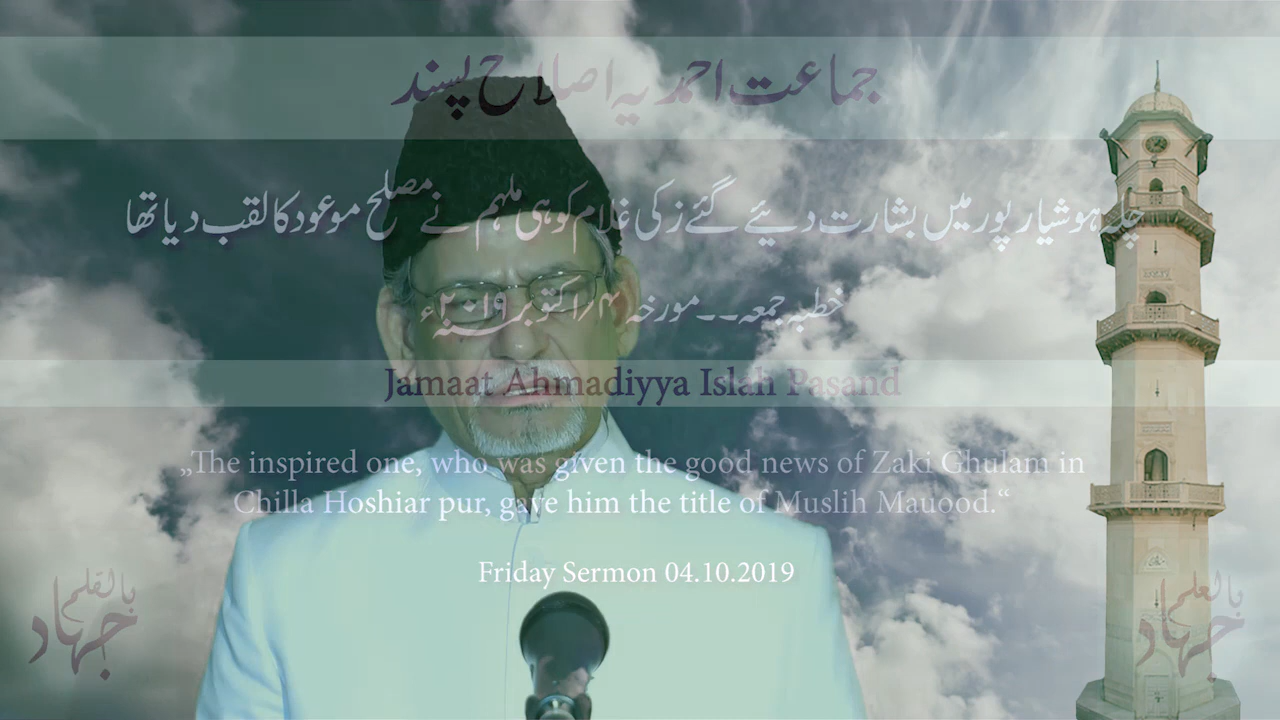 جماعت احمدیہ اصلاح پسند
چلہ ہوشیار پور میں بشارت دیئے گئے زکی غلام کو ہی ملہم نے مصلح موعود کا لقب دیا تھا
خطبہ جمعہ۔۔مورخہ ۴/اکتوبر ۲۰۱۹ء
Jamaat Ahmadiyya Islah Pasand
„The inspired one, who was given the good news of Zaki Ghulam in
Chilla Hoshiar pur, gave him the title of Muslih Mauood.“
Friday Sermon 04.10.2019
جہاد بالقلم
جہاد بالعلم